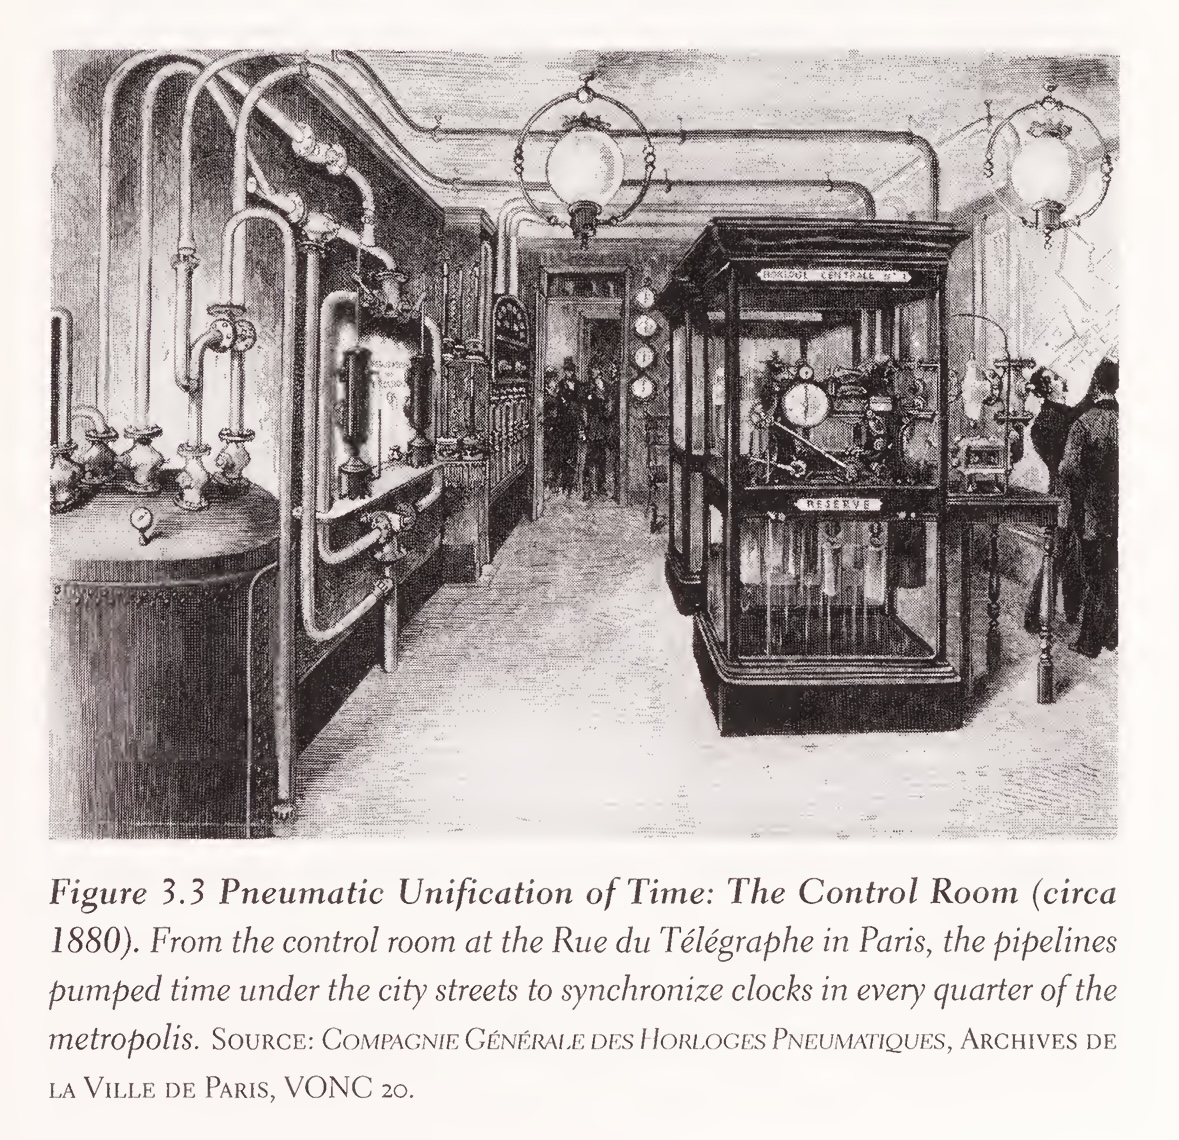 HORLOGE CENTRALE N° 1
RESERVE
Figure 3.3 Pneumatic Unification of Time: The Control Room (circa
1880). From the control room at the Rue du Télégraphe in Paris, the pipelines
pumped time under the city streets to synchronize clocks in every quarter of the
metropolis. SOURCE: COMPAGNIE GÉNÉRALE DES HORLOGES PNEUMATIQUES, ARCHIVES DE
LA VILLE DE PARIS, VONC 20.